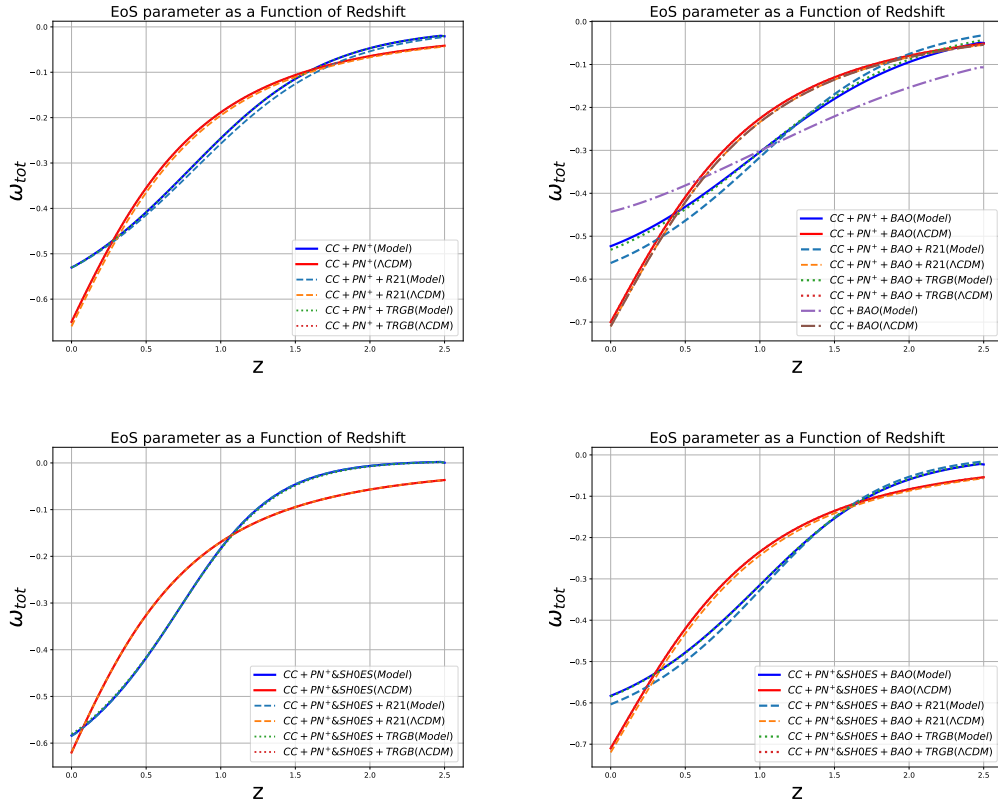 EoS parameter as a Function of Redshift
0.0
−0.1
−0.2
−0.3
−0.4
−0.5
−0.6
ω_tot
CC + PN⁺(Model)
CC + PN⁺(ΛCDM)
CC + PN⁺ + R21(Model)
CC + PN⁺ + R21(ΛCDM)
CC + PN⁺ + TRGB(Model)
CC + PN⁺ + TRGB(ΛCDM)
0.0 0.5 1.0 1.5 2.0 2.5
z
EoS parameter as a Function of Redshift
0.0
−0.1
−0.2
−0.3
−0.4
−0.5
−0.6
−0.7
ω_tot
CC + PN⁺ + BAO(Model)
CC + PN⁺ + BAO(ΛCDM)
CC + PN⁺ + BAO + R21(Model)
CC + PN⁺ + BAO + R21(ΛCDM)
CC + PN⁺ + BAO + TRGB(Model)
CC + PN⁺ + BAO + TRGB(ΛCDM)
CC + BAO(Model)
CC + BAO(ΛCDM)
0.0 0.5 1.0 1.5 2.0 2.5
z
EoS parameter as a Function of Redshift
0.0
−0.1
−0.2
−0.3
−0.4
−0.5
−0.6
ω_tot
CC + PN⁺&SH0ES(Model)
CC + PN⁺&SH0ES(ΛCDM)
CC + PN⁺&SH0ES + R21(Model)
CC + PN⁺&SH0ES + R21(ΛCDM)
CC + PN⁺&SH0ES + TRGB(Model)
CC + PN⁺&SH0ES + TRGB(ΛCDM)
0.0 0.5 1.0 1.5 2.0 2.5
z
EoS parameter as a Function of Redshift
0.0
−0.1
−0.2
−0.3
−0.4
−0.5
−0.6
−0.7
ω_tot
CC + PN⁺&SH0ES + BAO(Model)
CC + PN⁺&SH0ES + BAO(ΛCDM)
CC + PN⁺&SH0ES + BAO + R21(Model)
CC + PN⁺&SH0ES + BAO + R21(ΛCDM)
CC + PN⁺&SH0ES + BAO + TRGB(Model)
CC + PN⁺&SH0ES + BAO + TRGB(ΛCDM)
0.0 0.5 1.0 1.5 2.0 2.5
z